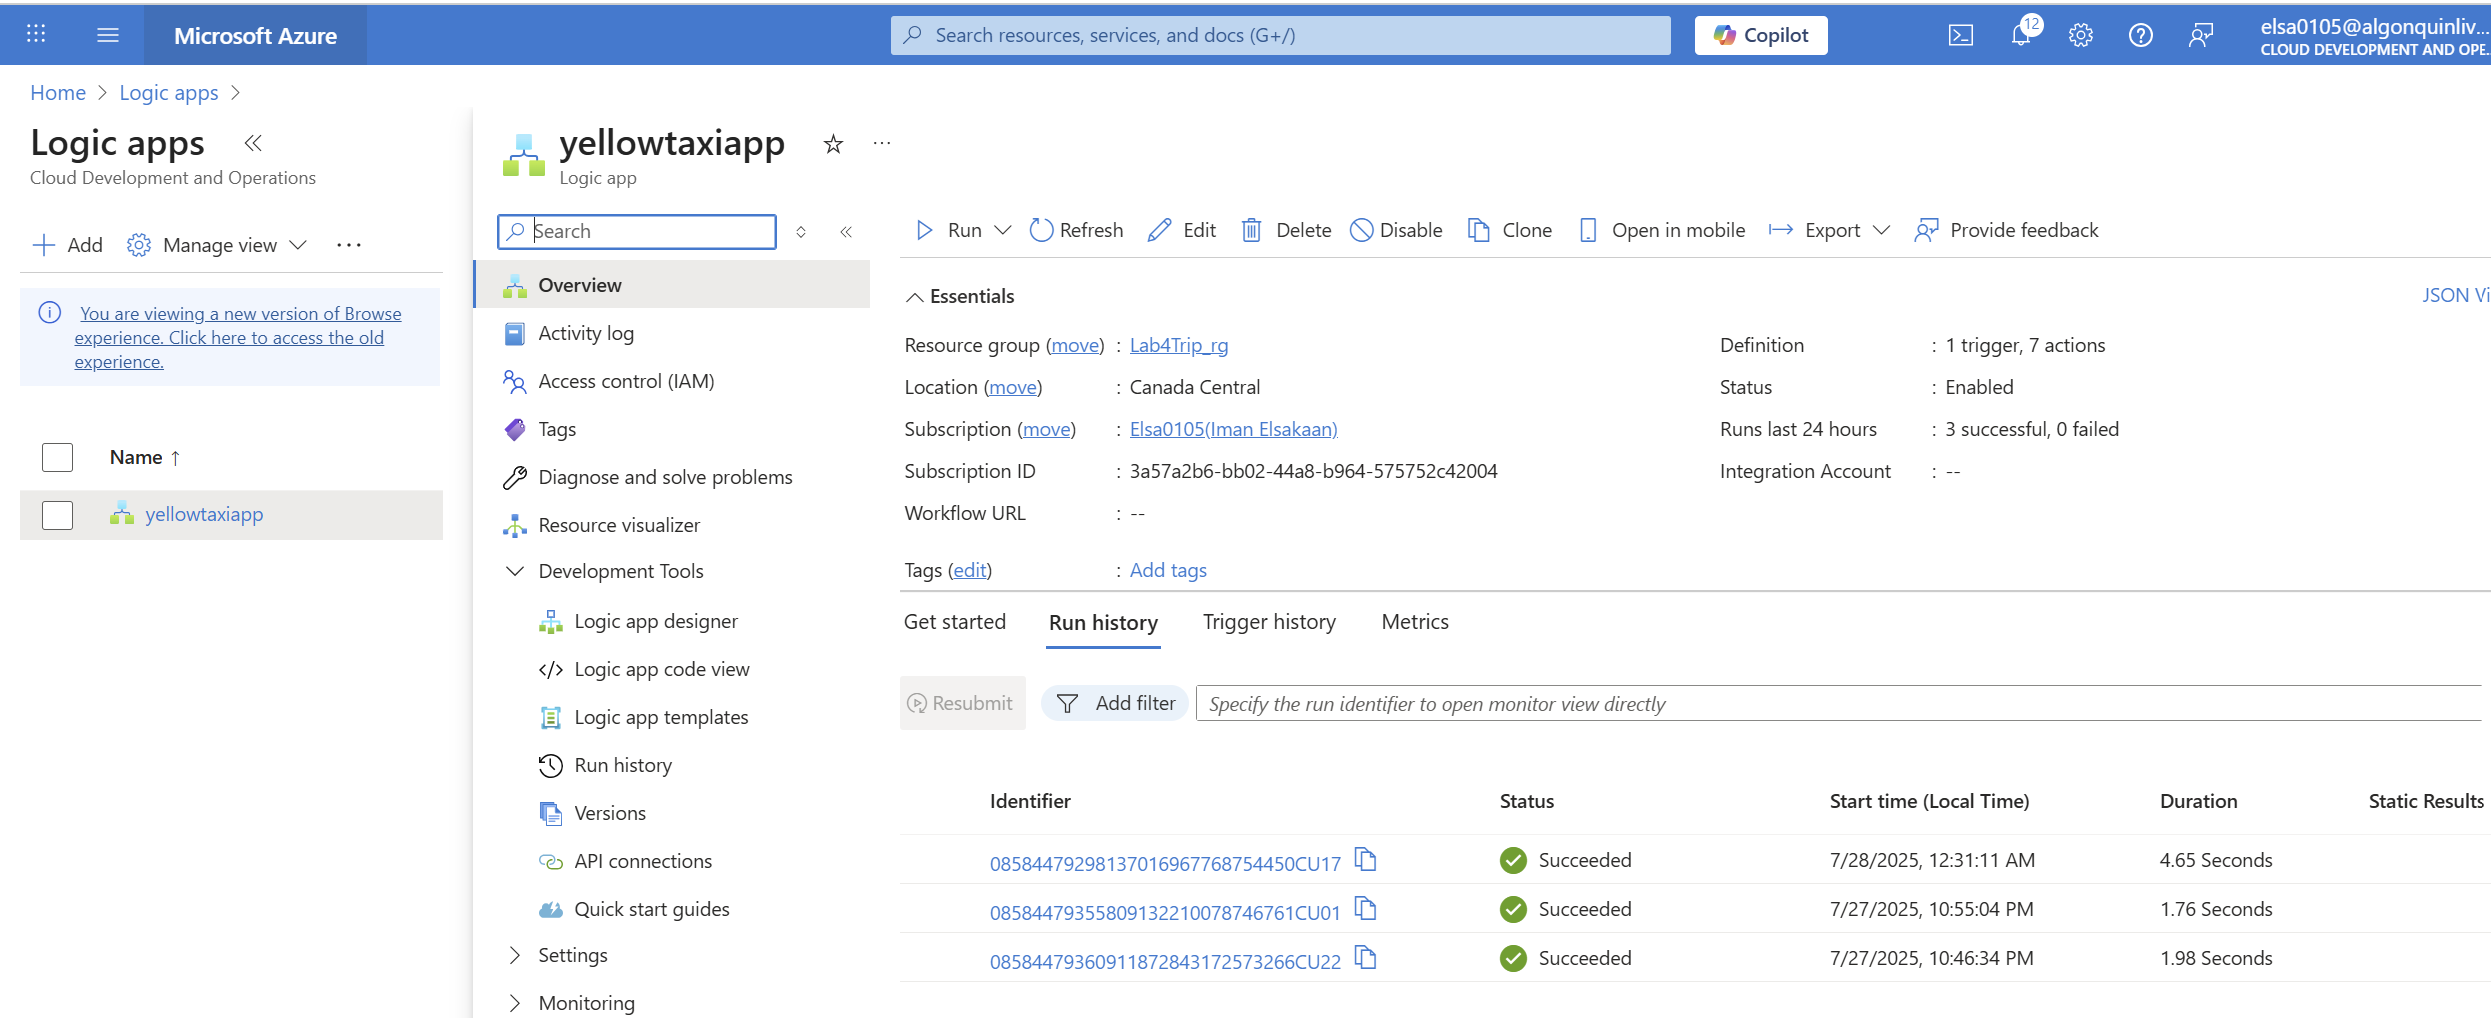 Microsoft Azure
Search resources, services, and docs (G+/)
Copilot
12
elsa0105@algonquinliv...
CLOUD DEVELOPMENT AND OPE...
Home > Logic apps >
Logic apps
Cloud Development and Operations
Add
Manage view
...
You are viewing a new version of Browse
experience. Click here to access the old
experience.
Name ↑
yellowtaxiapp
yellowtaxiapp
...
Logic app
Search
Overview
Activity log
Access control (IAM)
Tags
Diagnose and solve problems
Resource visualizer
Development Tools
Logic app designer
Logic app code view
Logic app templates
Run history
Versions
API connections
Quick start guides
Settings
Monitoring
Run
Refresh
Edit
Delete
Disable
Clone
Open in mobile
Export
Provide feedback
Essentials
JSON Vi
Resource group (move) : Lab4Trip_rg
Location (move) : Canada Central
Subscription (move) : Elsa0105(Iman Elsakaan)
Subscription ID : 3a57a2b6-bb02-44a8-b964-575752c42004
Workflow URL : --
Tags (edit) : Add tags
Definition : 1 trigger, 7 actions
Status : Enabled
Runs last 24 hours : 3 successful, 0 failed
Integration Account : --
Get started
Run history
Trigger history
Metrics
Resubmit
Add filter
Specify the run identifier to open monitor view directly
Identifier Status Start time (Local Time) Duration Static Results
08584479298137016967768754450CU17 Succeeded 7/28/2025, 12:31:11 AM 4.65 Seconds
08584479355809132210078746761CU01 Succeeded 7/27/2025, 10:55:04 PM 1.76 Seconds
08584479360911872843172573266CU22 Succeeded 7/27/2025, 10:46:34 PM 1.98 Seconds